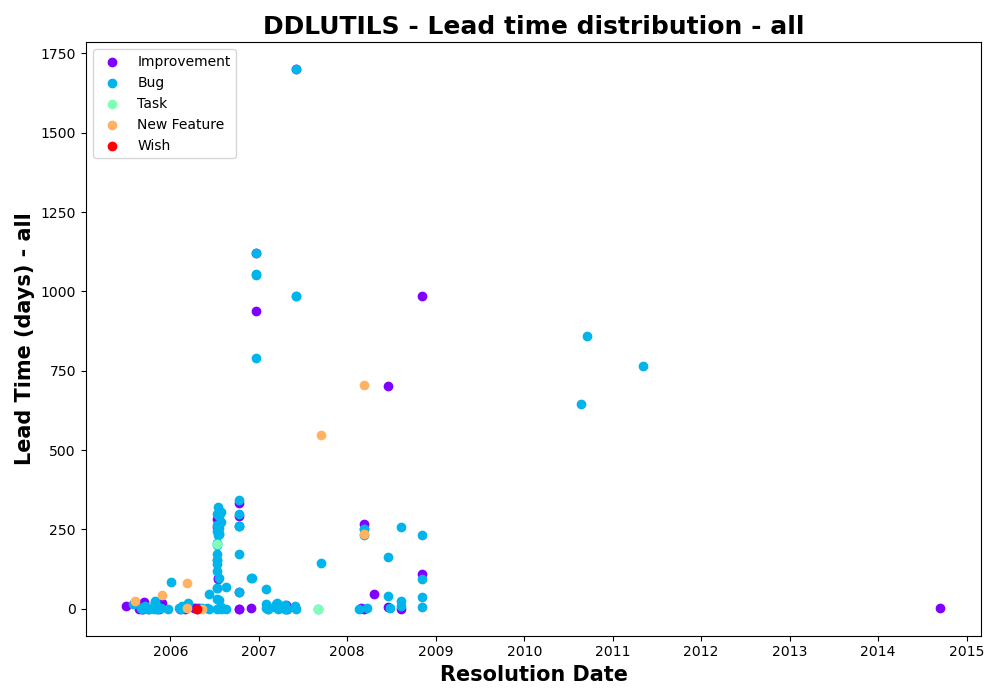 DDLUTILS - Lead time distribution - all
Improvement
Bug
Task
New Feature
Wish
Lead Time (days) - all
1750
1500
1250
1000
750
500
250
0
2006 2007 2008 2009 2010 2011 2012 2013 2014 2015
Resolution Date